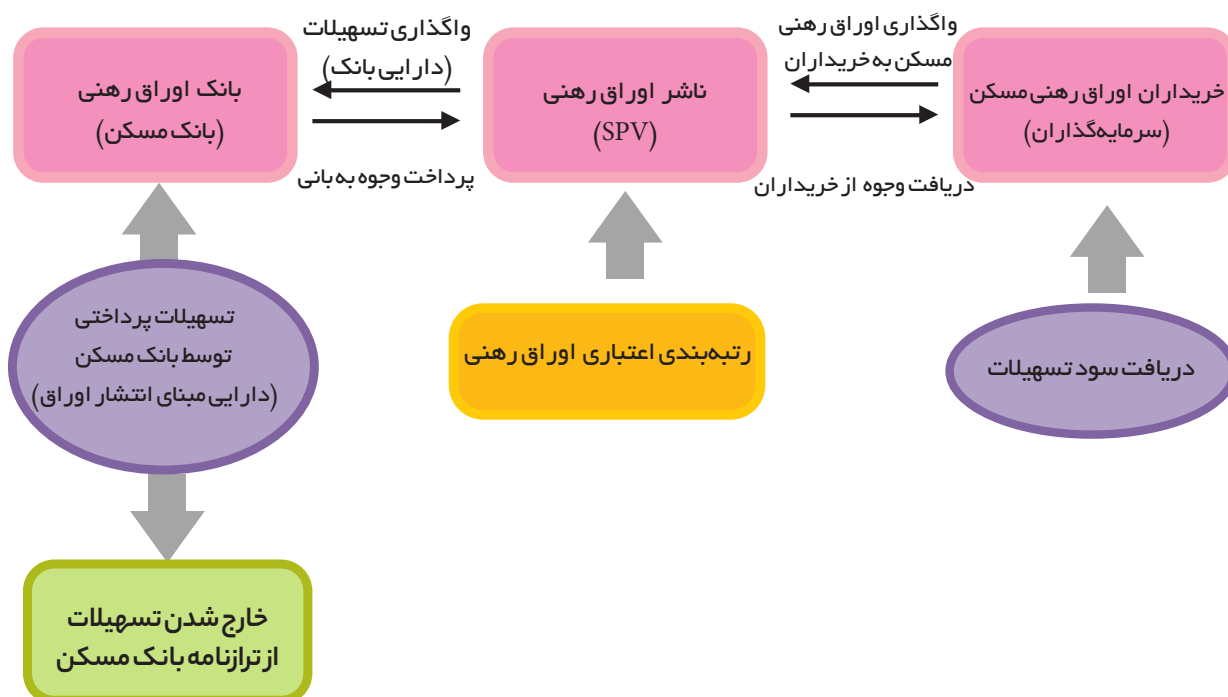 واگذاری اوراق رهنی
مسکن به خریداران
واگذاری تسهیلات
(دارایی بانک)
خریداران اوراق رهنی مسکن
(سرمایه‌گذاران)
ناشر اوراق رهنی
(SPV)
بانک اوراق رهنی
(بانک مسکن)
دریافت وجوه از خریداران
پرداخت وجوه به بانی
دریافت سود تسهیلات
رتبه‌بندی اعتباری اوراق رهنی
تسهیلات پرداختی
توسط بانک مسکن
(دارایی مبنای انتشار اوراق)
خارج شدن تسهیلات
از ترازنامه بانک مسکن